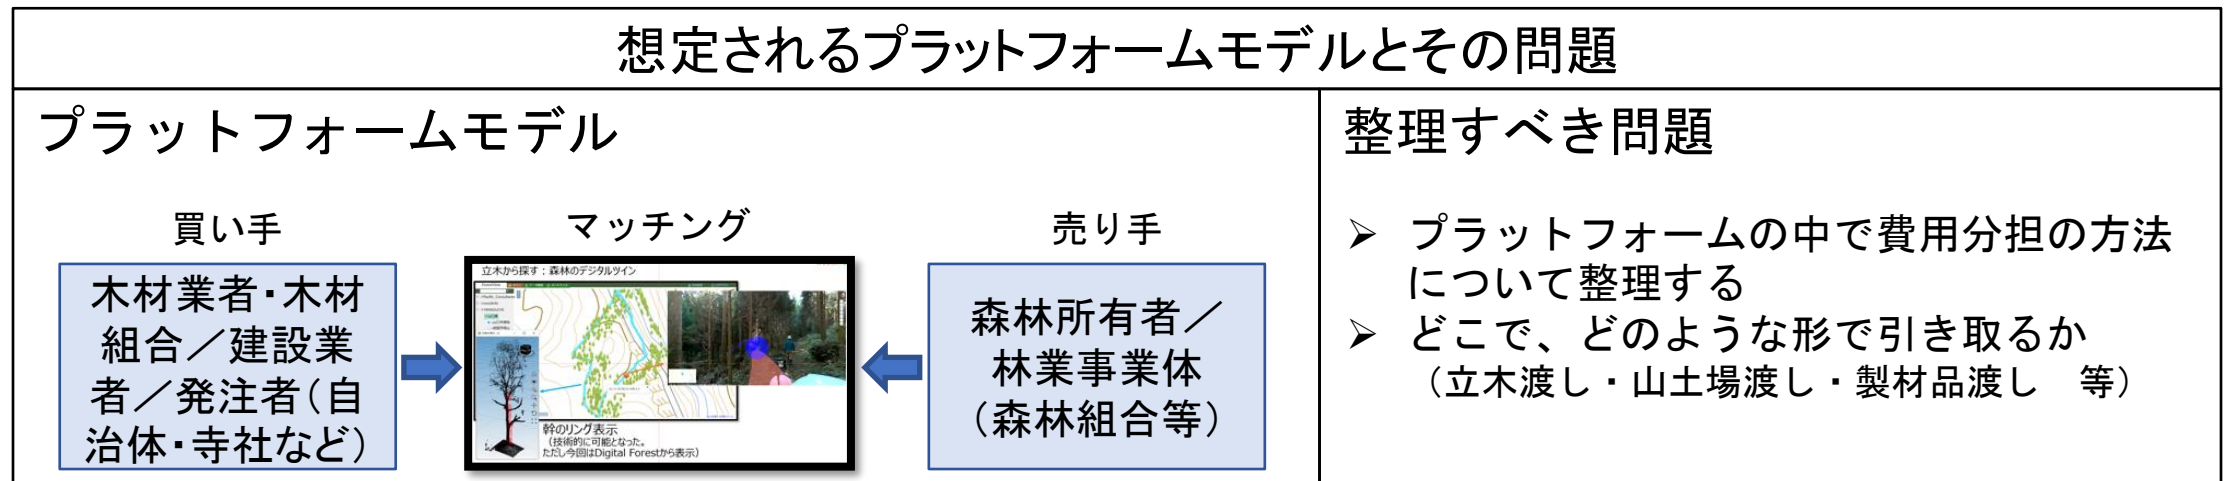 想定されるプラットフォームモデルとその問題
プラットフォームモデル
買い手
木材業者・木材
組合／建設業
者／発注者（自
治体・寺社など）
マッチング
立木から探す：森林のデジタルツイン
幹のリング表示
（技術的に可能となった。
ただし今回はDigital Forestから表示）
売り手
森林所有者／
林業事業体
（森林組合等）
整理すべき問題
➢ プラットフォームの中で費用分担の方法
について整理する
➢ どこで、どのような形で引き取るか
（立木渡し・山土場渡し・製材品渡し　等）